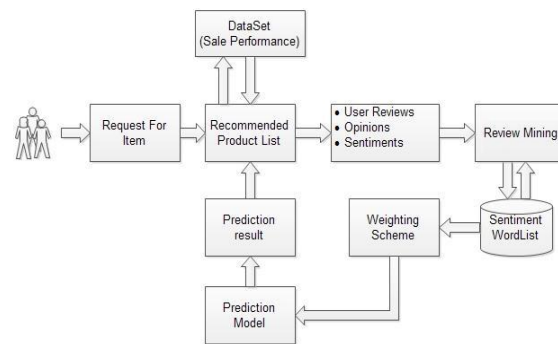 DataSet
(Sale Performance)
Request For
Item
Recommended
Product List
• User Reviews
• Opinions
• Sentiments
Review Mining
Prediction
result
Weighting
Scheme
Sentiment
WordList
Prediction
Model